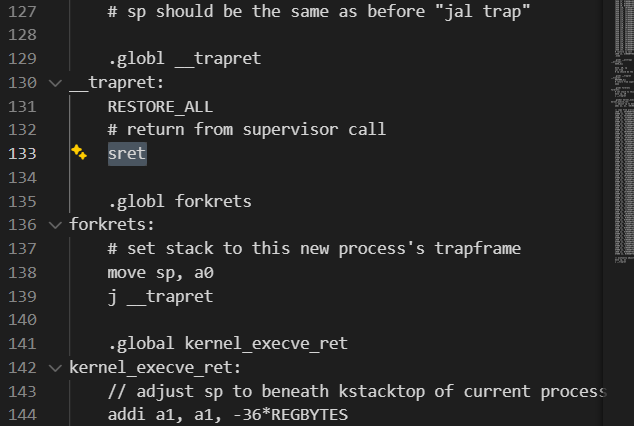 127 # sp should be the same as before "jal trap"
128
129 .globl __trapret
130 __trapret:
131 RESTORE_ALL
132 # return from supervisor call
133 sret
134
135 .globl forkrets
136 forkrets:
137 # set stack to this new process's trapframe
138 move sp, a0
139 j __trapret
140
141 .global kernel_execve_ret
142 kernel_execve_ret:
143 // adjust sp to beneath kstacktop of current process
144 addi a1, a1, -36*REGBYTES